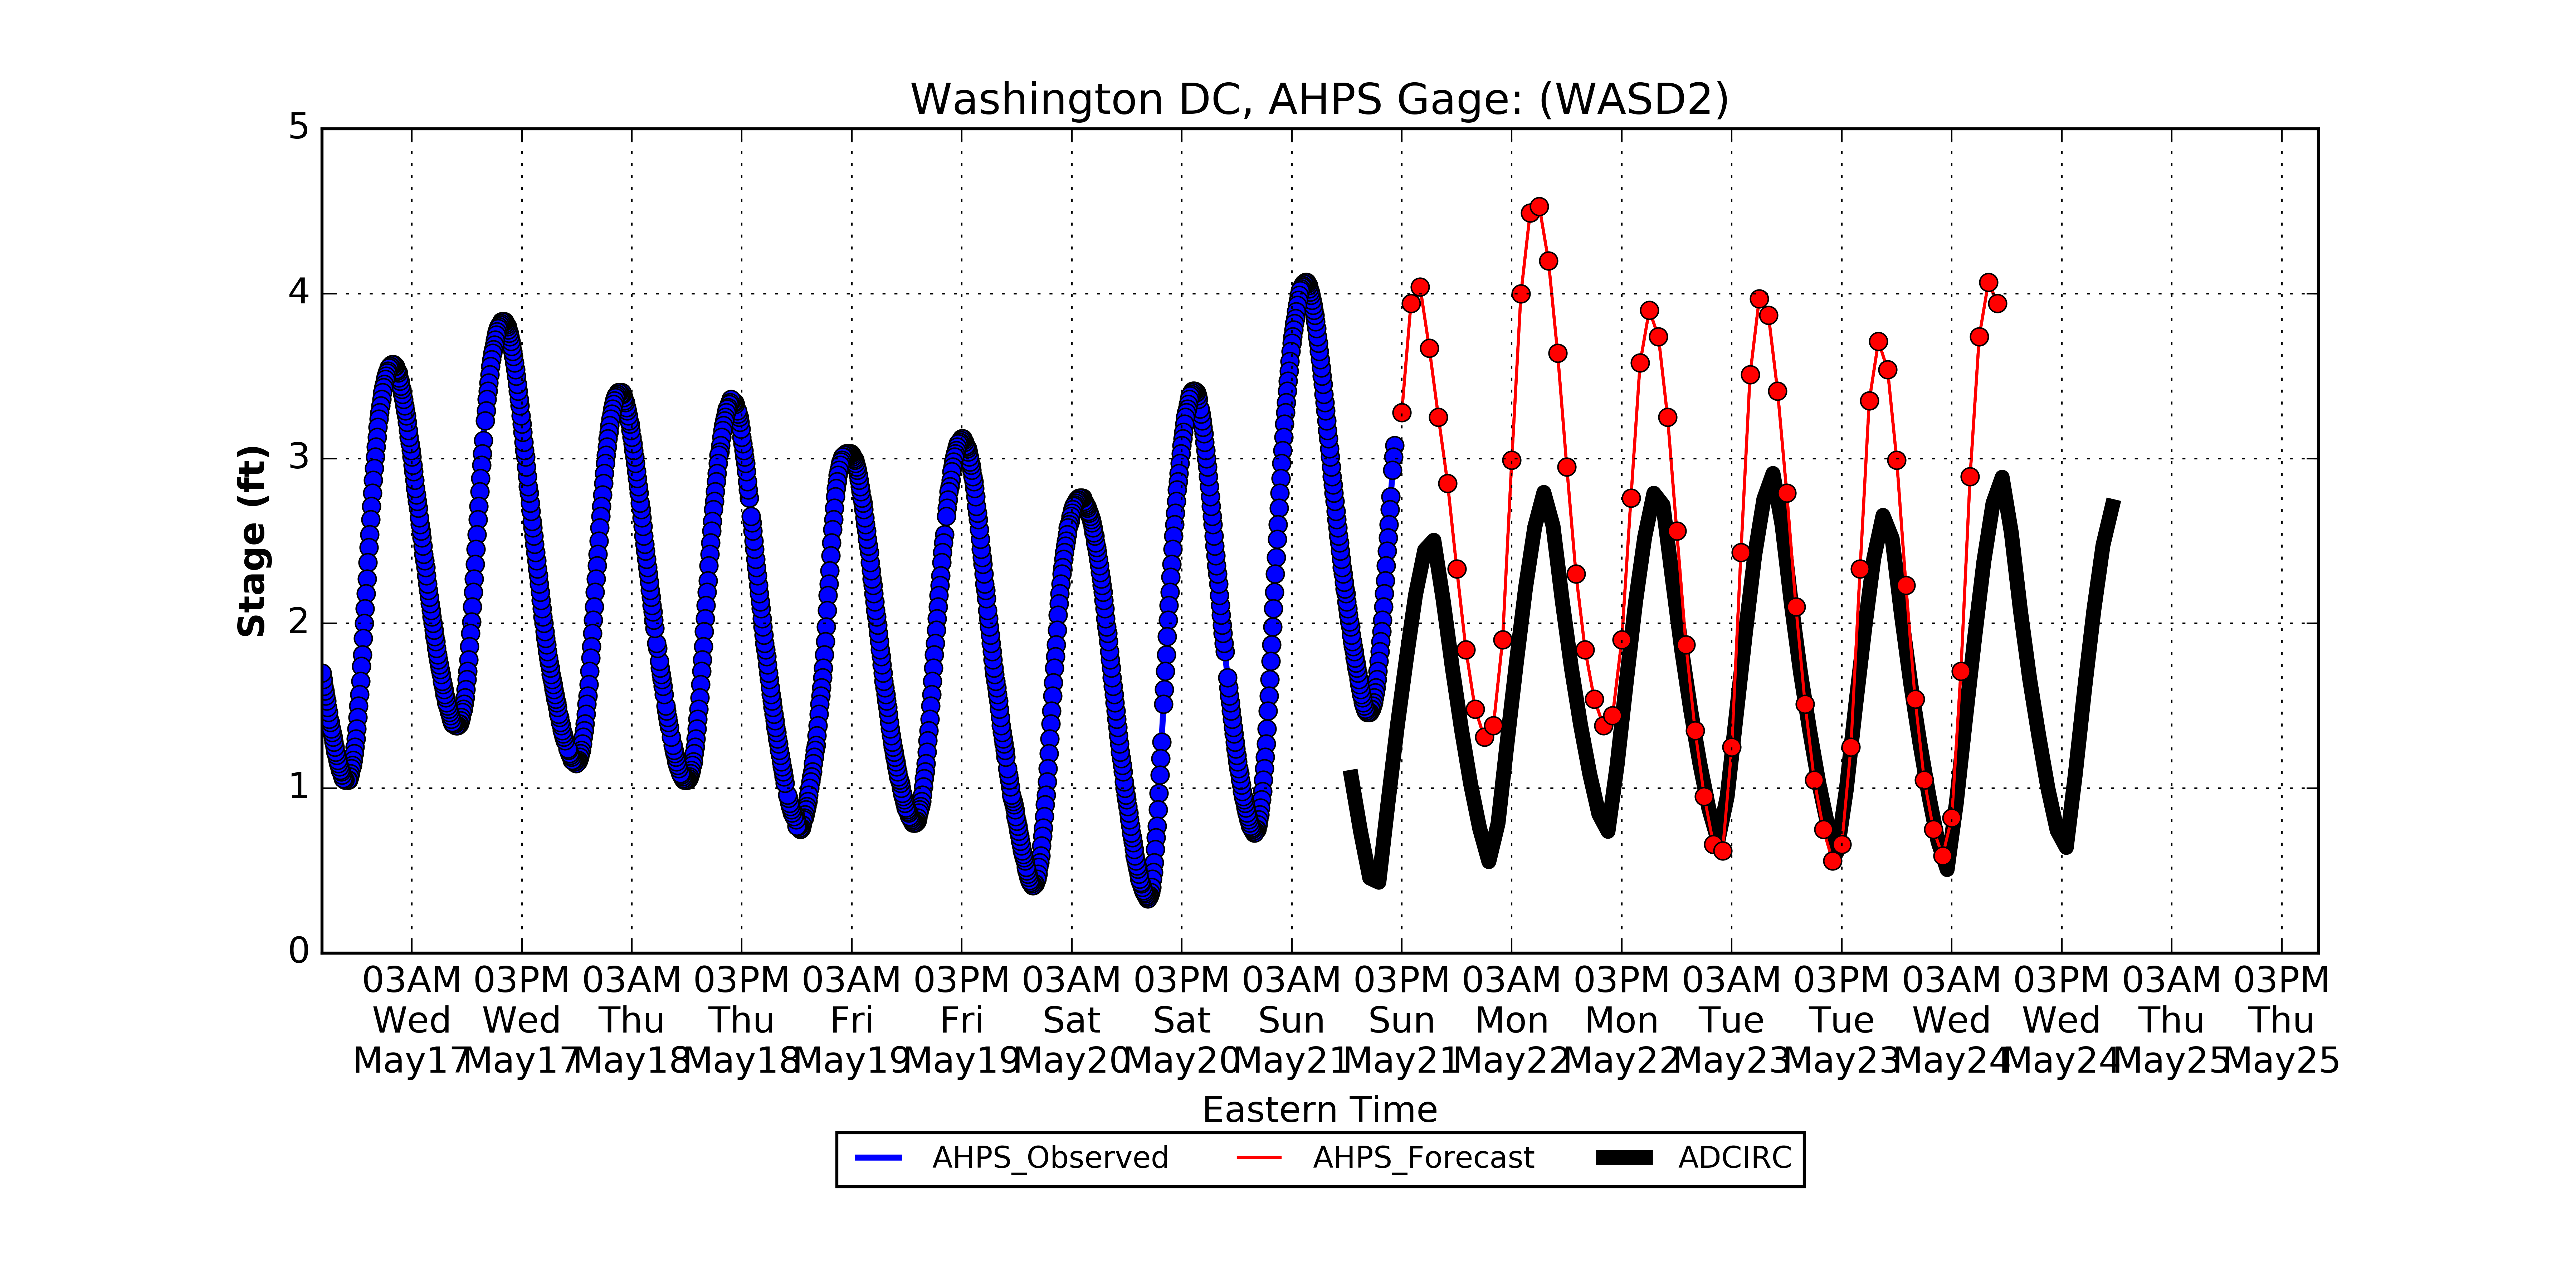 Washington DC, AHPS Gage: (WASD2)
Stage (ft)
5
4
3
2
1
0
03AM 03PM 03AM 03PM 03AM 03PM 03AM 03PM 03AM 03PM 03AM 03PM 03AM 03PM 03AM 03PM 03AM 03PM
Wed Wed Thu Thu Fri Fri Sat Sat Sun Sun Mon Mon Tue Tue Wed Wed Thu Thu
May17 May17 May18 May18 May19 May19 May20 May20 May21 May21 May22 May22 May23 May23 May24 May24 May25 May25
Eastern Time
AHPS_Observed AHPS_Forecast ADCIRC